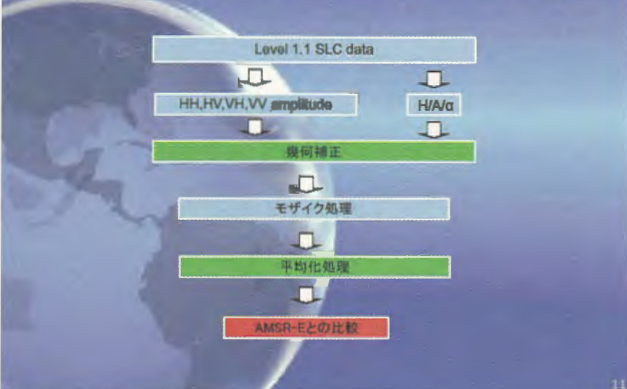 Level 1.1 SLC data
HH,HV,VH,VV amplitude
H/A/α
幾何補正
モザイク処理
平均化処理
AMSR-Eとの比較
11